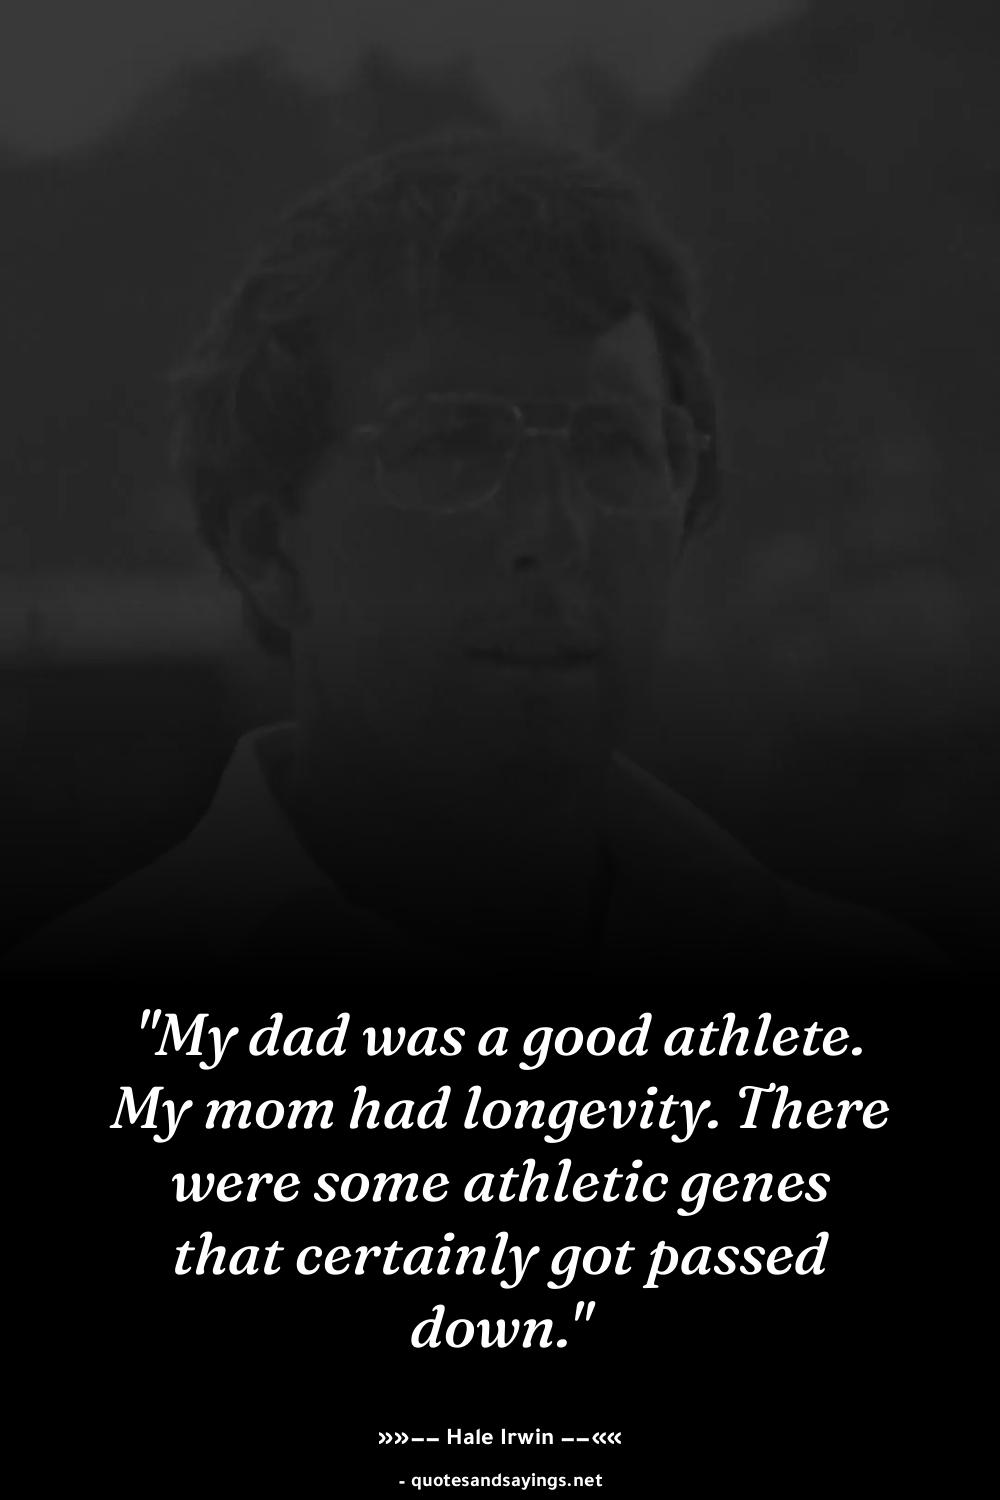 "My dad was a good athlete.
My mom had longevity. There
were some athletic genes
that certainly got passed
down."
»»−− Hale Irwin −−««
- quotesandsayings.net